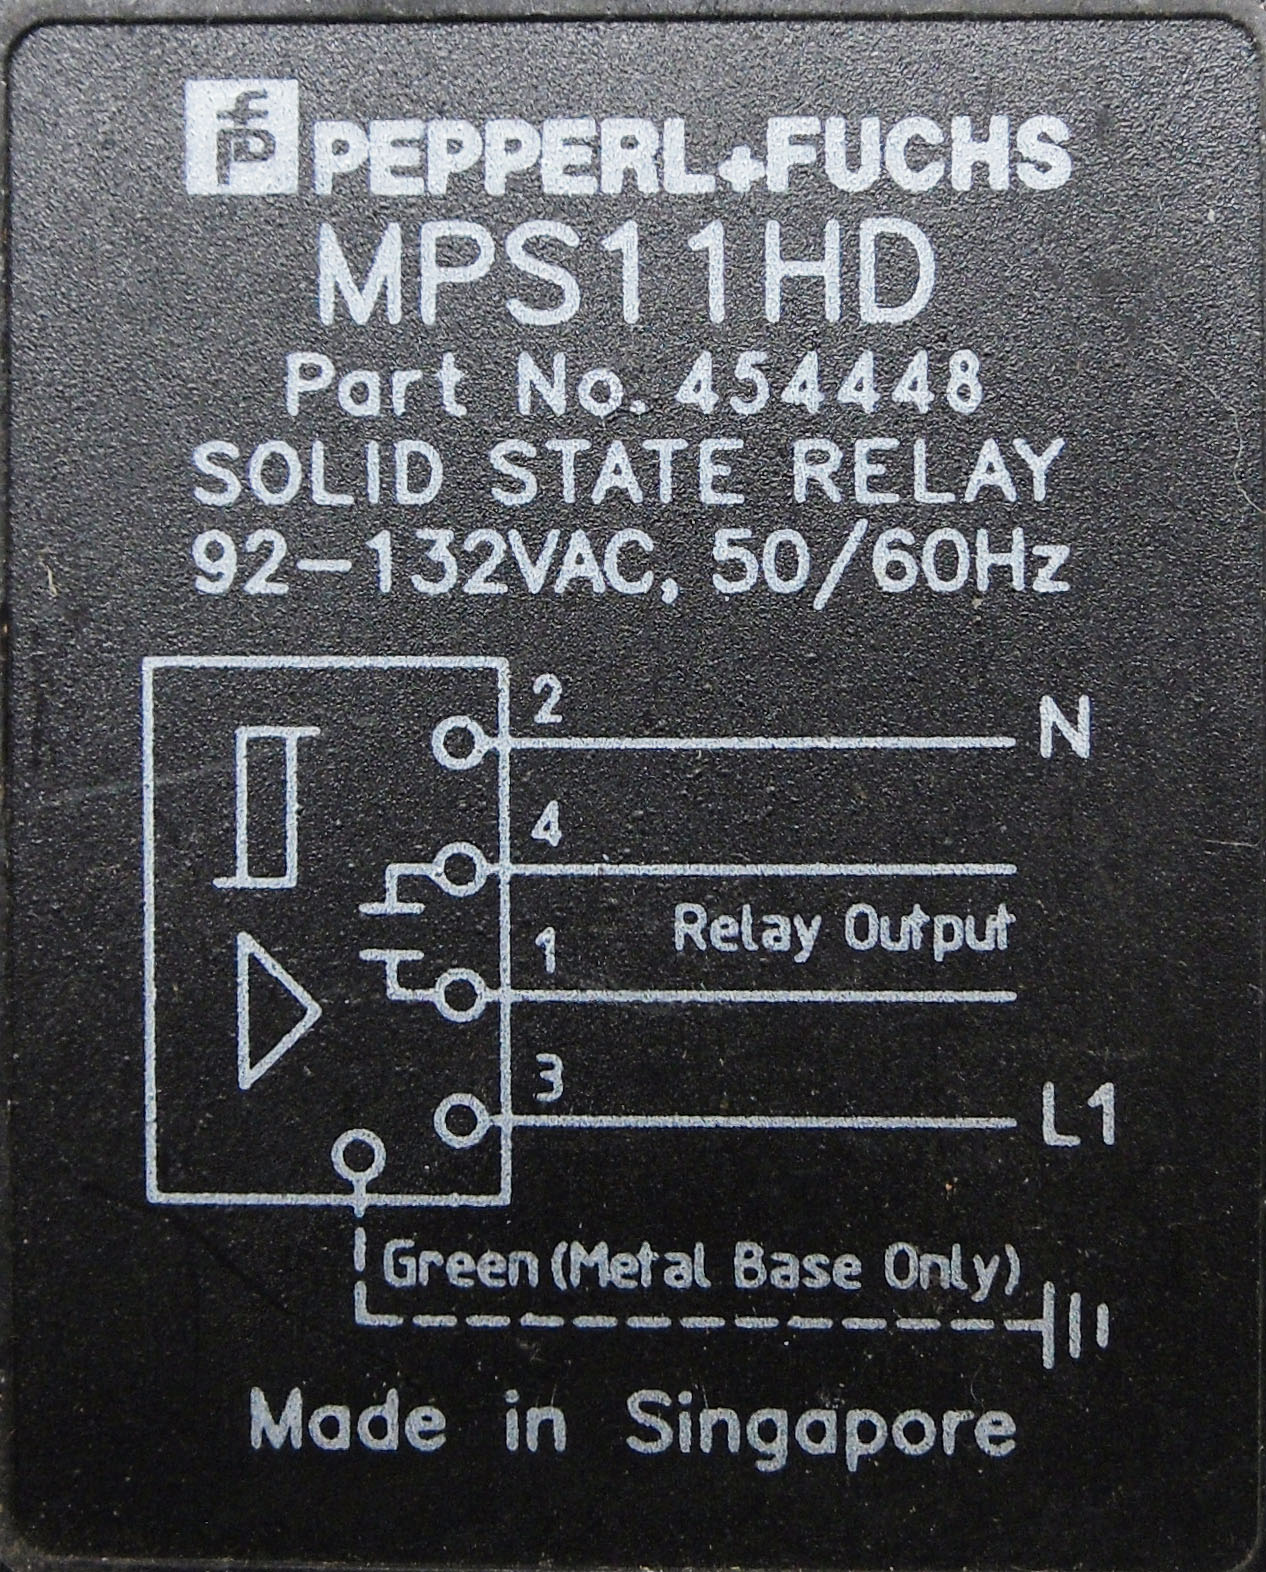 PEPPERL+FUCHS
MPS11HD
Part No. 454448
SOLID STATE RELAY
92-132VAC, 50/60Hz
2 N
4
Relay Output
1
3 L1
Green (Metal Base Only)
Made in Singapore